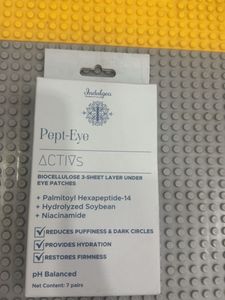 Indulgeo
Pept-Eye
ACTIVs
BIOCELLULOSE 3-SHEET LAYER UNDER
EYE PATCHES
+ Palmitoyl Hexapeptide-14
+ Hydrolyzed Soybean
+ Niacinamide
REDUCES PUFFINESS & DARK CIRCLES
PROVIDES HYDRATION
RESTORES FIRMNESS
pH Balanced
Net Content: 7 pairs